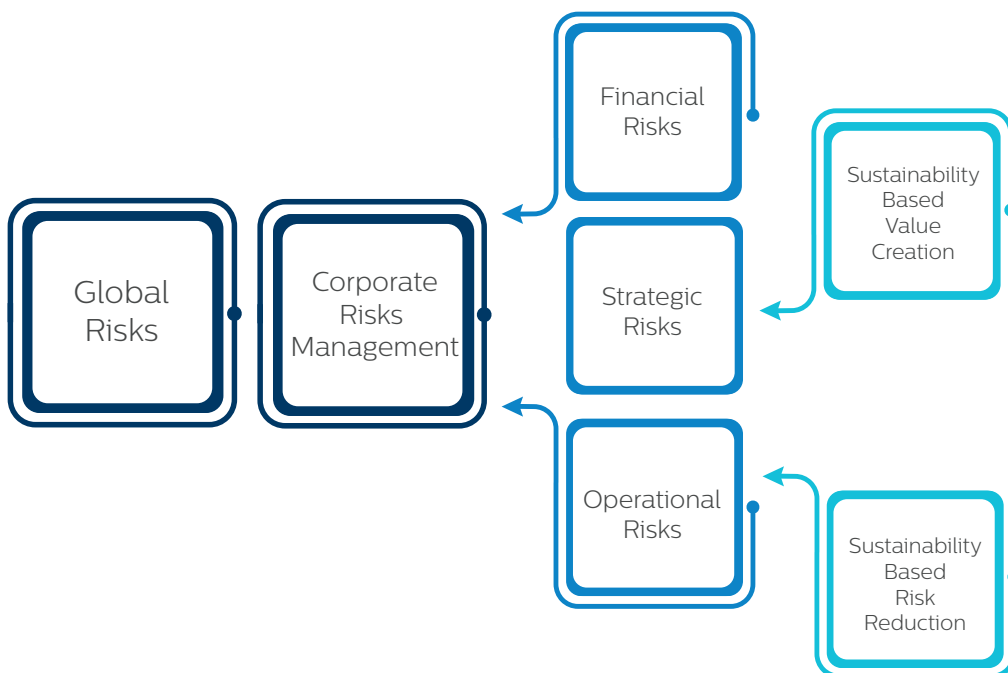 Global
Risks
Corporate
Risks
Management
Financial
Risks
Strategic
Risks
Operational
Risks
Sustainability
Based
Value
Creation
Sustainability
Based
Risk
Reduction